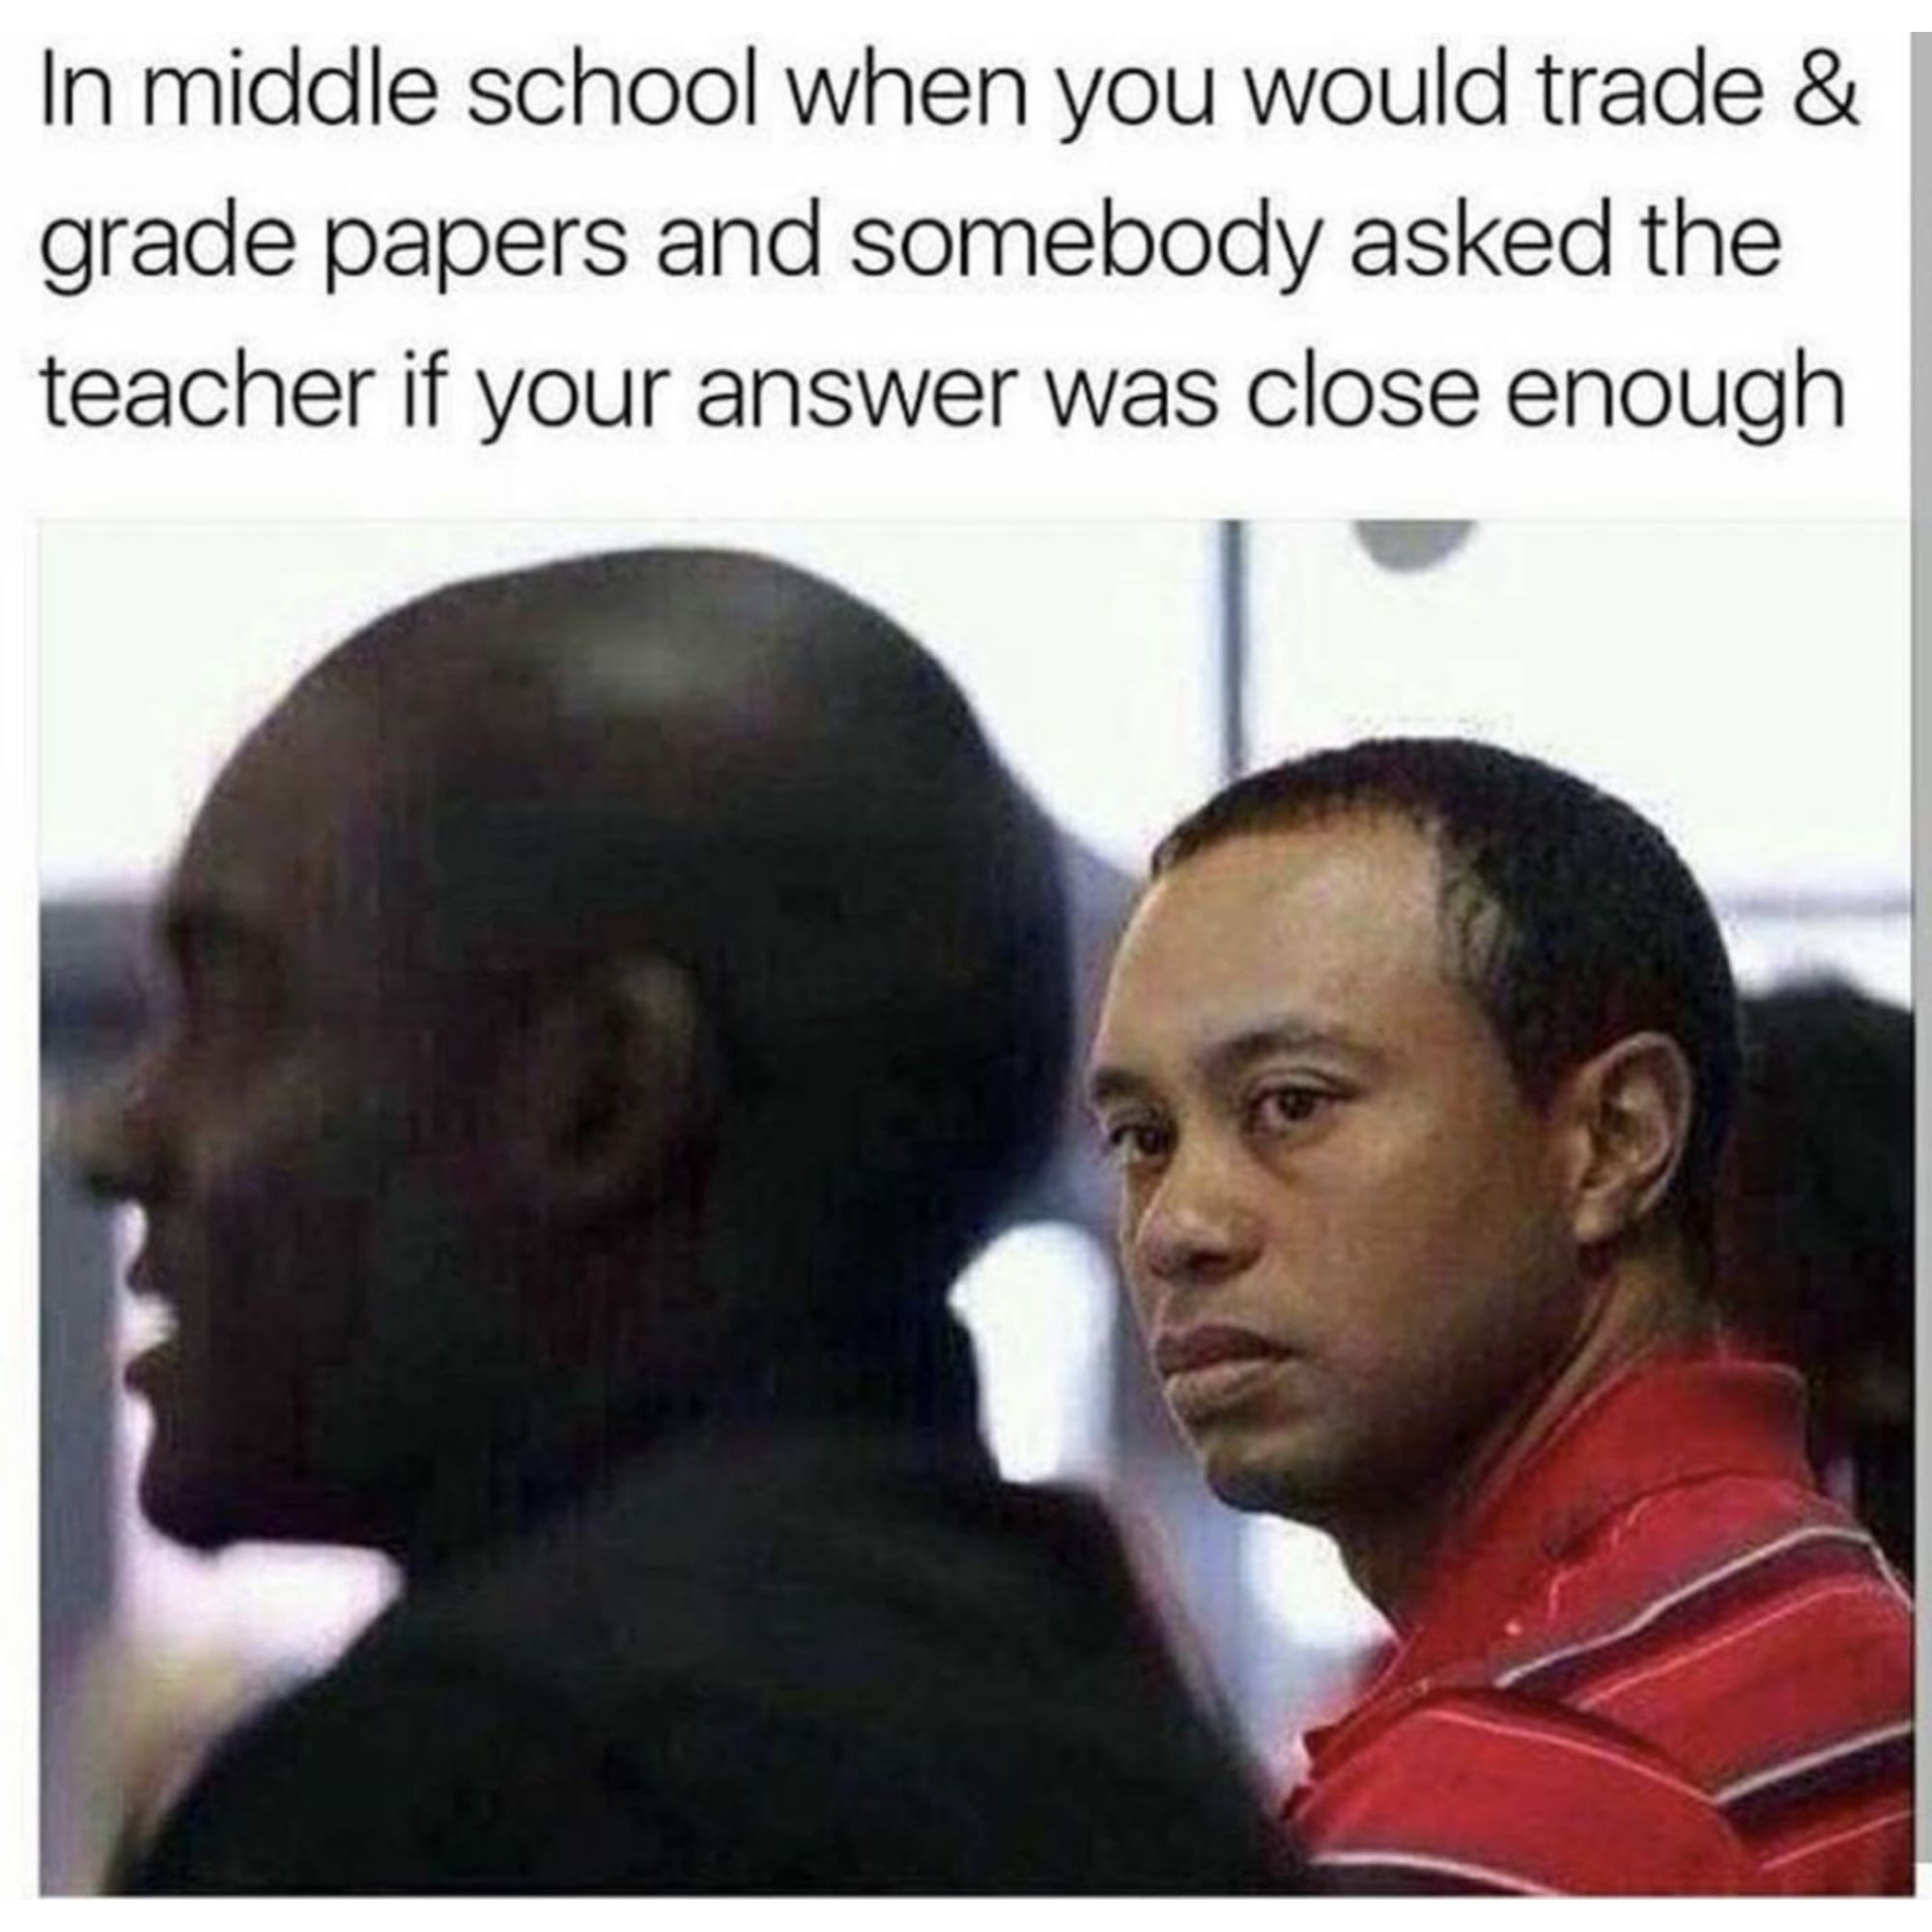 In middle school when you would trade &
grade papers and somebody asked the
teacher if your answer was close enough